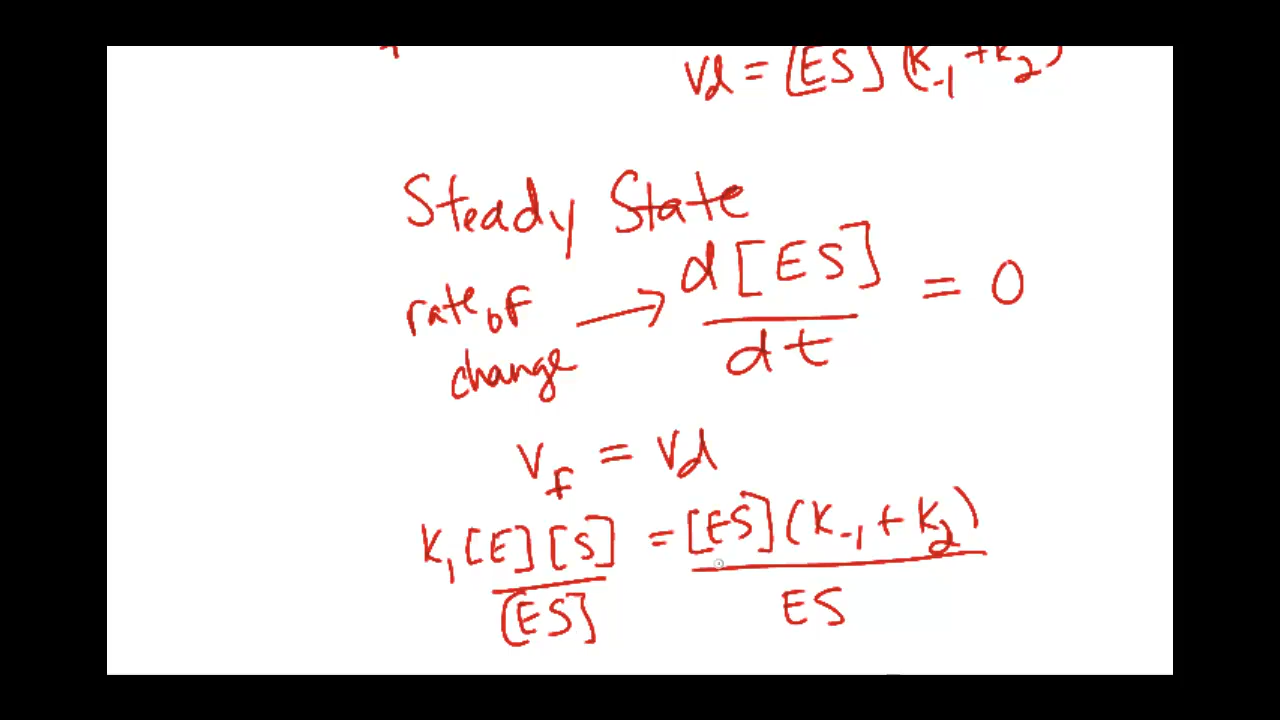 vd = [ES] (K₋₁ + K₂)
Steady State
rate of change → d[ES]/dt = 0
v_f = vd
K₁[E][S]/[ES] = [ES](K₋₁ + K₂)/ES